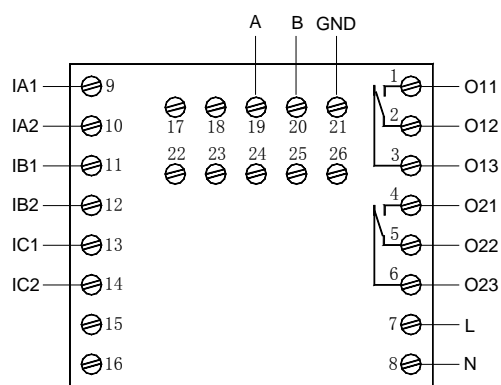 A B GND
IA1 9 1 O11
17 18 19 20 21
IA2 10 2 O12
22 23 24 25 26
IB1 11 3 O13
IB2 12 4 O21
IC1 13 5 O22
IC2 14 6 O23
15 7 L
16 8 N